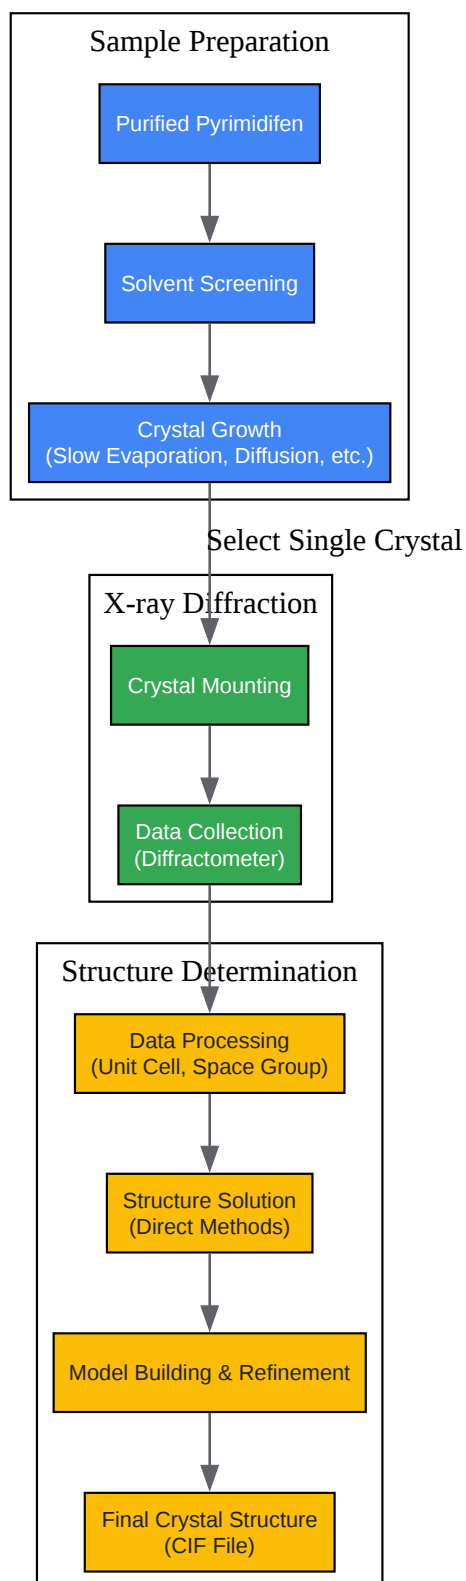 Sample Preparation
Purified Pyrimidifen
Solvent Screening
Crystal Growth
(Slow Evaporation, Diffusion, etc.)
Select Single Crystal
X-ray Diffraction
Crystal Mounting
Data Collection
(Diffractometer)
Structure Determination
Data Processing
(Unit Cell, Space Group)
Structure Solution
(Direct Methods)
Model Building & Refinement
Final Crystal Structure
(CIF File)